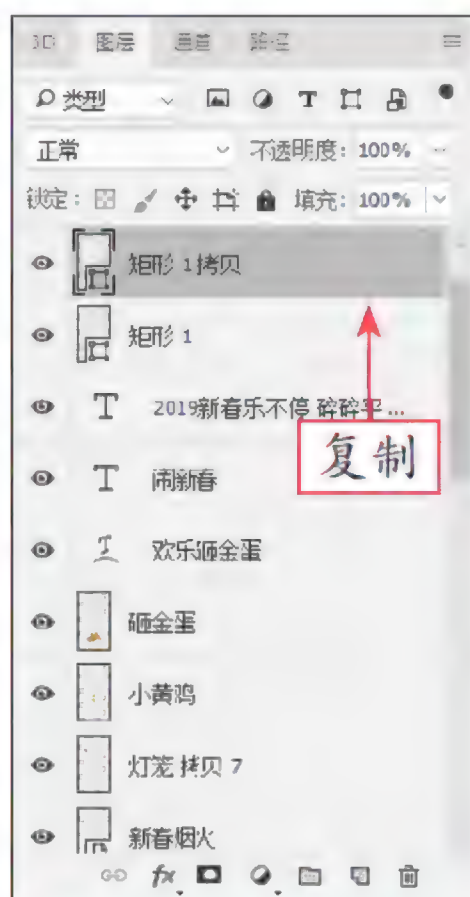 3D 图层 通道 路径
类型 T
正常 不透明度: 100%
锁定: 填充: 100%
矩形 1拷贝
矩形 1
T 2019新春乐不停 碎碎平...
复制
T 闹新春
T 欢乐砸金蛋
砸金蛋
小黄鸡
灯笼 拷贝 7
新春烟火
fx